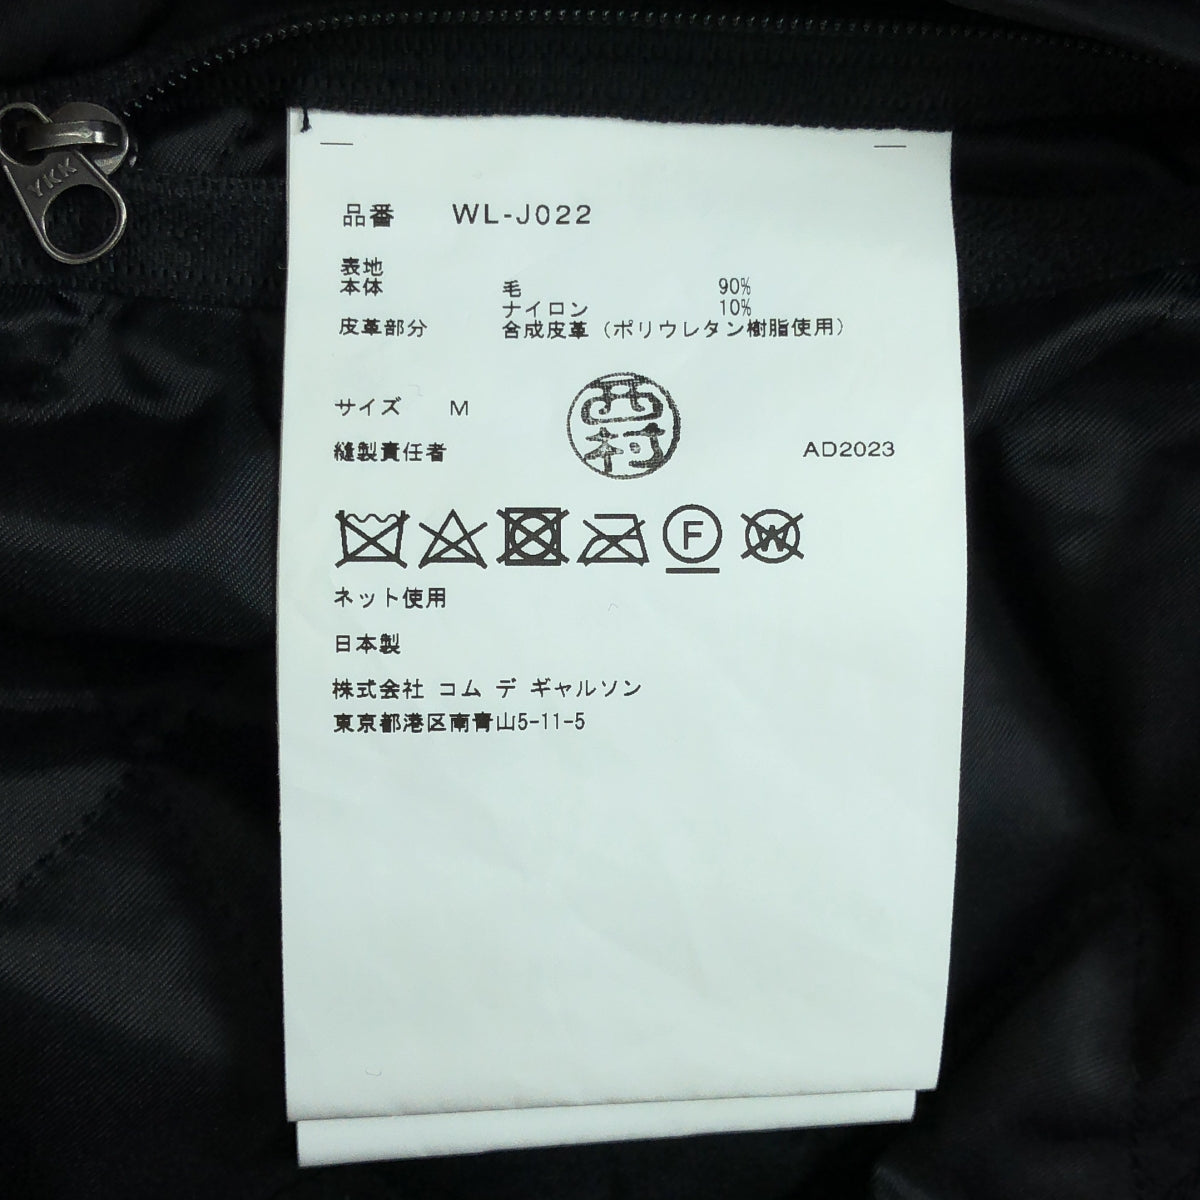 YKK
品番 WL-J022
表地
本体 毛 90%
ナイロン 10%
皮革部分 合成皮革（ポリウレタン樹脂使用）
サイズ M
西村
縫製責任者 AD2023
F W
ネット使用
日本製
株式会社 コム デ ギャルソン
東京都港区南青山5-11-5